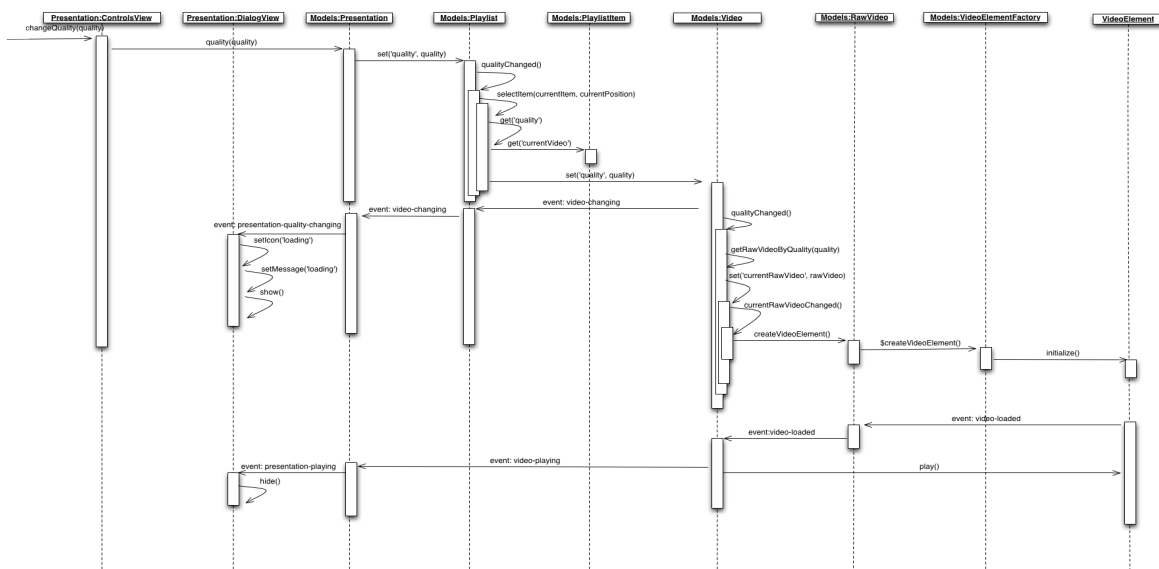 Presentation:ControlsView
Presentation:DialogView
Models:Presentation
Models:Playlist
Models:PlaylistItem
Models:Video
Models:RawVideo
Models:VideoElementFactory
VideoElement
changeQuality(quality)
quality(quality)
set('quality', quality)
qualityChanged()
selectItem(currentItem, currentPosition)
get('quality')
get('currentVideo')
set('quality', quality)
event: video-changing
event: video-changing
qualityChanged()
event: presentation-quality-changing
setIcon('loading')
getRawVideoByQuality(quality)
setMessage('loading')
set('currentRawVideo', rawVideo)
show()
currentRawVideoChanged()
createVideoElement()
$createVideoElement()
initialize()
event: video-loaded
event:video-loaded
event: video-playing
event: presentation-playing
play()
hide()